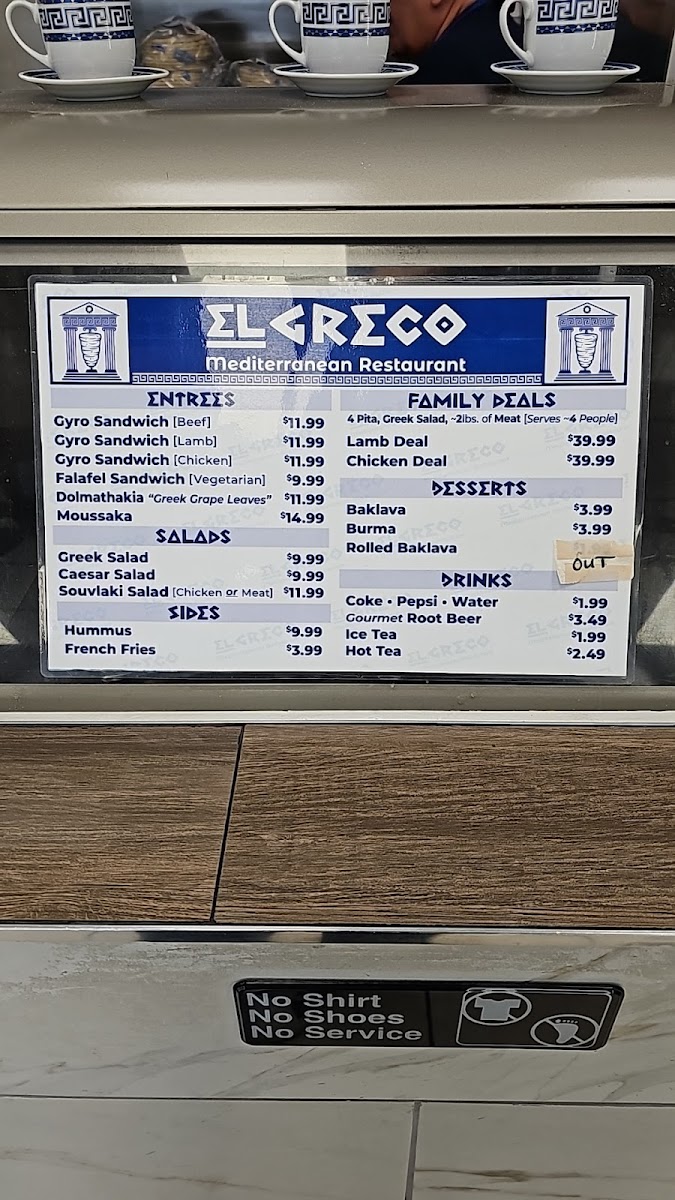 EL GRECO
Mediterranean Restaurant
ENTREES
Gyro Sandwich [Beef] $11.99
Gyro Sandwich [Lamb] $11.99
Gyro Sandwich [Chicken] $11.99
Falafel Sandwich [Vegetarian] $9.99
Dolmathakia "Greek Grape Leaves" $11.99
Moussaka $14.99
SALADS
Greek Salad $9.99
Caesar Salad $9.99
Souvlaki Salad [Chicken or Meat] $11.99
SIDES
Hummus $9.99
French Fries $3.99
FAMILY DEALS
4 Pita, Greek Salad, ~2lbs. of Meat [Serves ~4 People]
Lamb Deal $39.99
Chicken Deal $39.99
DESSERTS
Baklava $3.99
Burma $3.99
Rolled Baklava
OUT
DRINKS
Coke • Pepsi • Water $1.99
Gourmet Root Beer $3.49
Ice Tea $1.99
Hot Tea $2.49
No Shirt
No Shoes
No Service